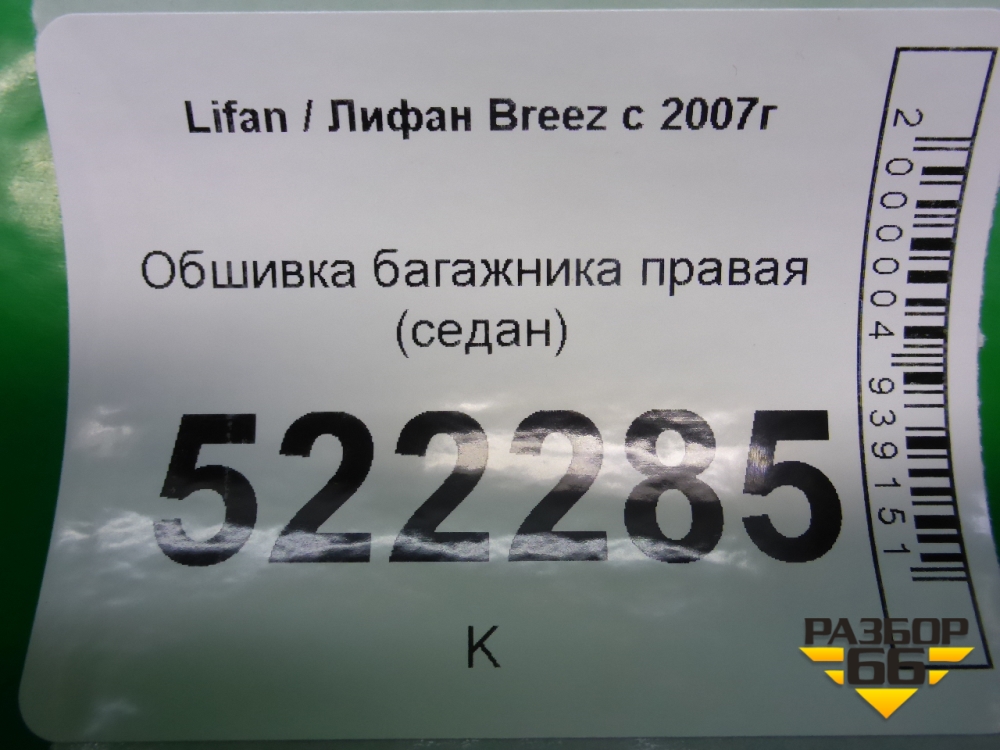 Lifan / Лифан Breez с 2007г
Обшивка багажника правая
(седан)
522285
К
2000004939151
РАЗБОР
66